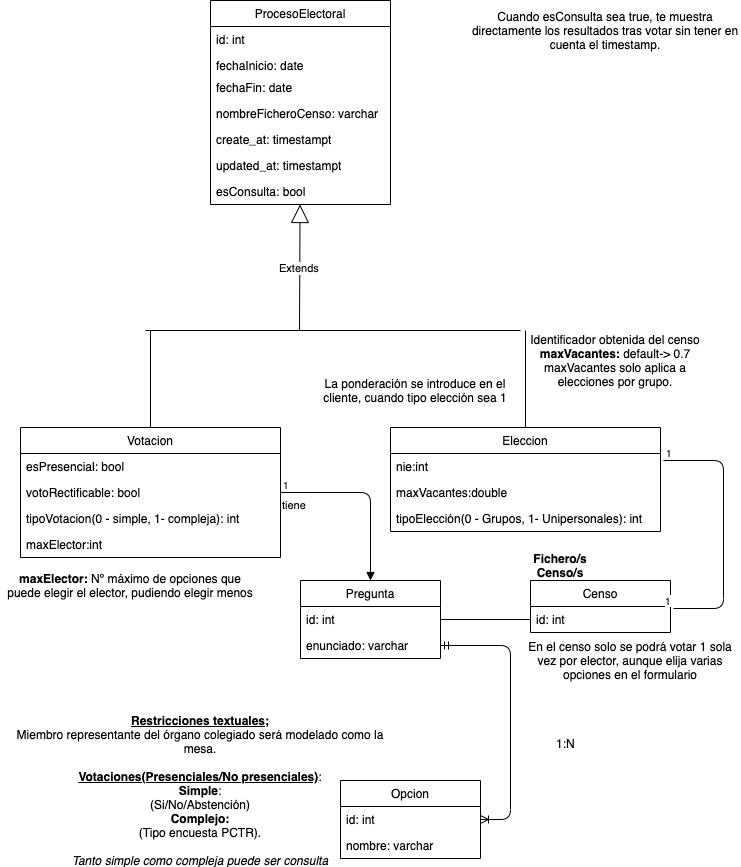 ProcesoElectoral
id: int
fechaInicio: date
fechaFin: date
nombreFicheroCenso: varchar
create_at: timestampt
updated_at: timestampt
esConsulta: bool
Cuando esConsulta sea true, te muestra
directamente los resultados tras votar sin tener en
cuenta el timestamp.
Extends
Identificador obtenida del censo
maxVacantes: default-> 0.7
maxVacantes solo aplica a
elecciones por grupo.
La ponderación se introduce en el
cliente, cuando tipo elección sea 1
Votacion
esPresencial: bool
votoRectificable: bool
tipoVotacion(0 - simple, 1- compleja): int
maxElector:int
Eleccion
nie:int
maxVacantes:double
tipoElección(0 - Grupos, 1- Unipersonales): int
1
1
tiene
maxElector: N° máximo de opciones que
puede elegir el elector, pudiendo elegir menos
Fichero/s
Censo/s
Pregunta
id: int
enunciado: varchar
Censo
1
id: int
En el censo solo se podrá votar 1 sola
vez por elector, aunque elija varias
opciones en el formulario
Restricciones textuales;
Miembro representante del órgano colegiado será modelado como la
mesa.
1:N
Votaciones(Presenciales/No presenciales):
Simple:
(Si/No/Abstención)
Complejo:
(Tipo encuesta PCTR).
Tanto simple como compleja puede ser consulta
Opcion
id: int
nombre: varchar